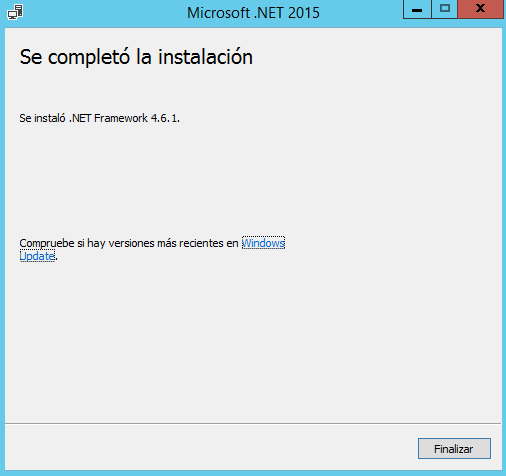 Microsoft .NET 2015
Se completó la instalación
Se instaló .NET Framework 4.6.1.
Compruebe si hay versiones más recientes en Windows
Update.
Finalizar